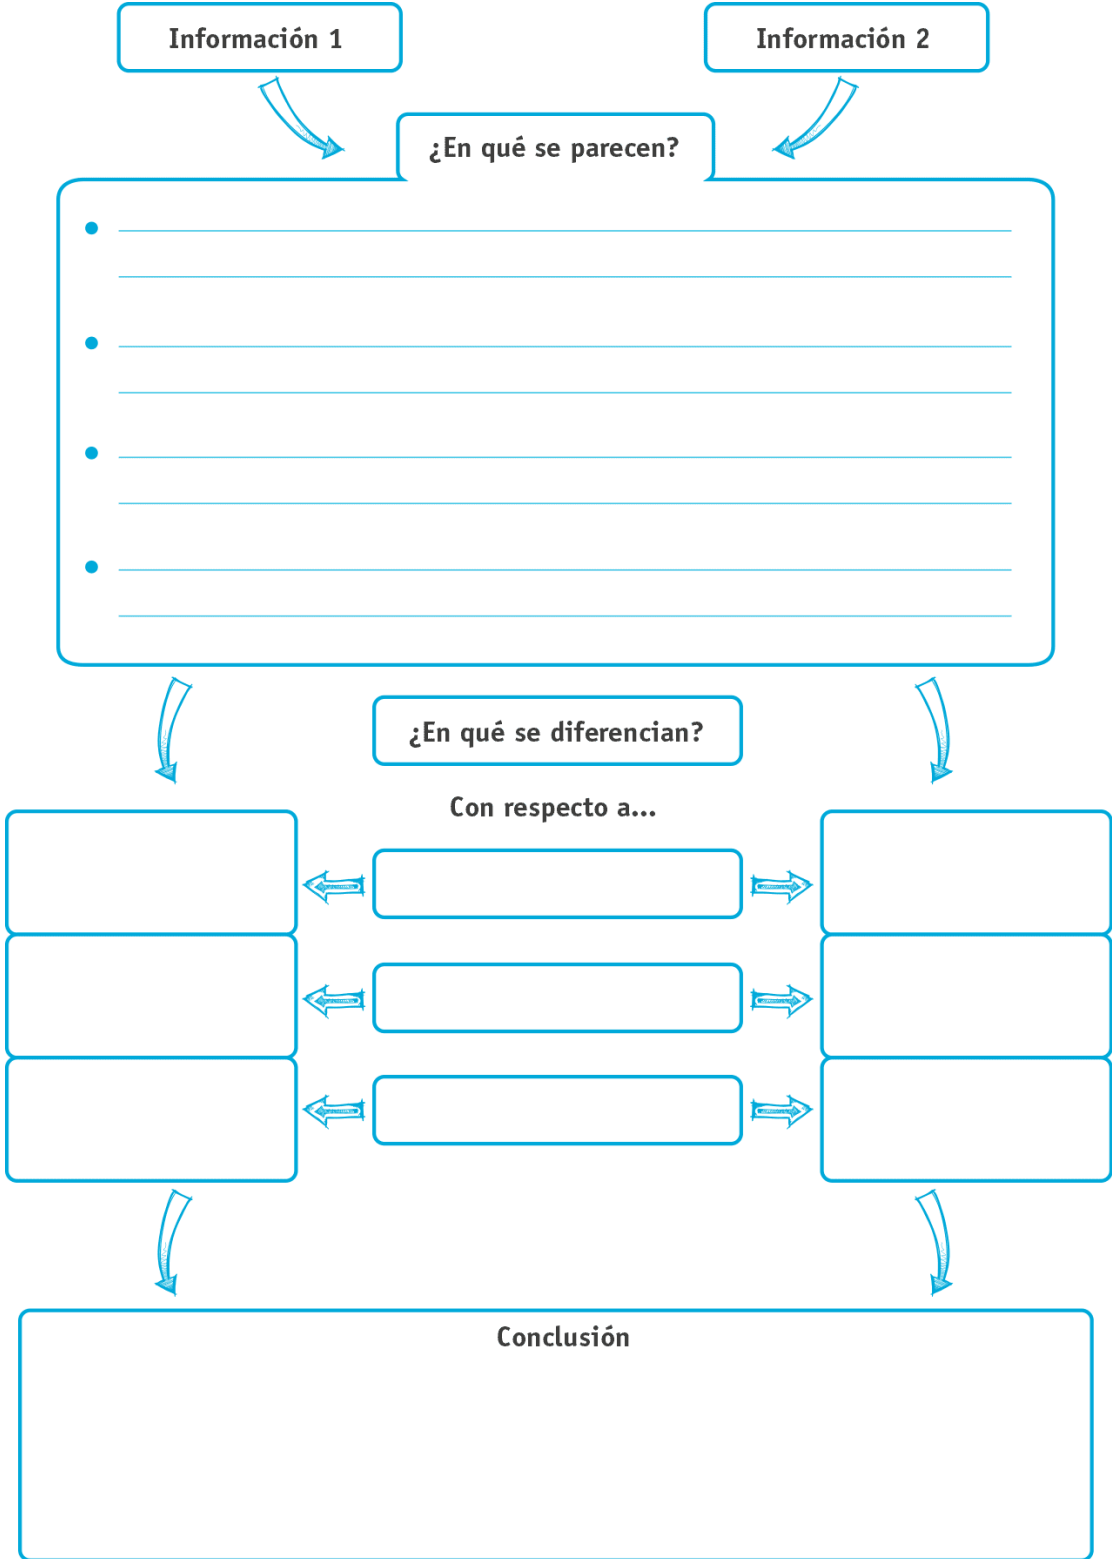 Información 1
Información 2
¿En qué se parecen?
¿En qué se diferencian?
Con respecto a...
Conclusión